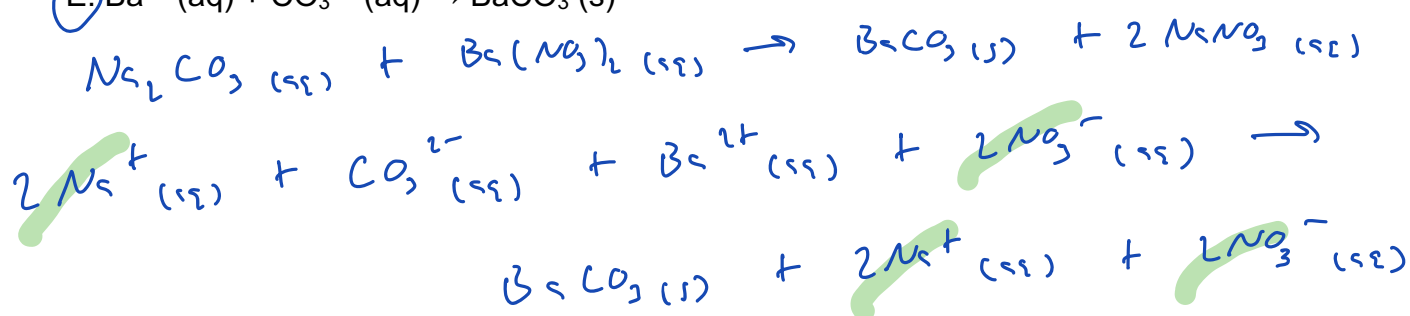 E. Ba²⁺ (aq) + CO₃²⁻ (aq) → BaCO₃ (s)
Na₂CO₃ (aq) + Ba(NO₃)₂ (aq) → BaCO₃ (s) + 2 NaNO₃ (aq)
2 Na⁺ (aq) + CO₃²⁻ (aq) + Ba²⁺ (aq) + 2 NO₃⁻ (aq) →
BaCO₃ (s) + 2 Na⁺ (aq) + 2 NO₃⁻ (aq)